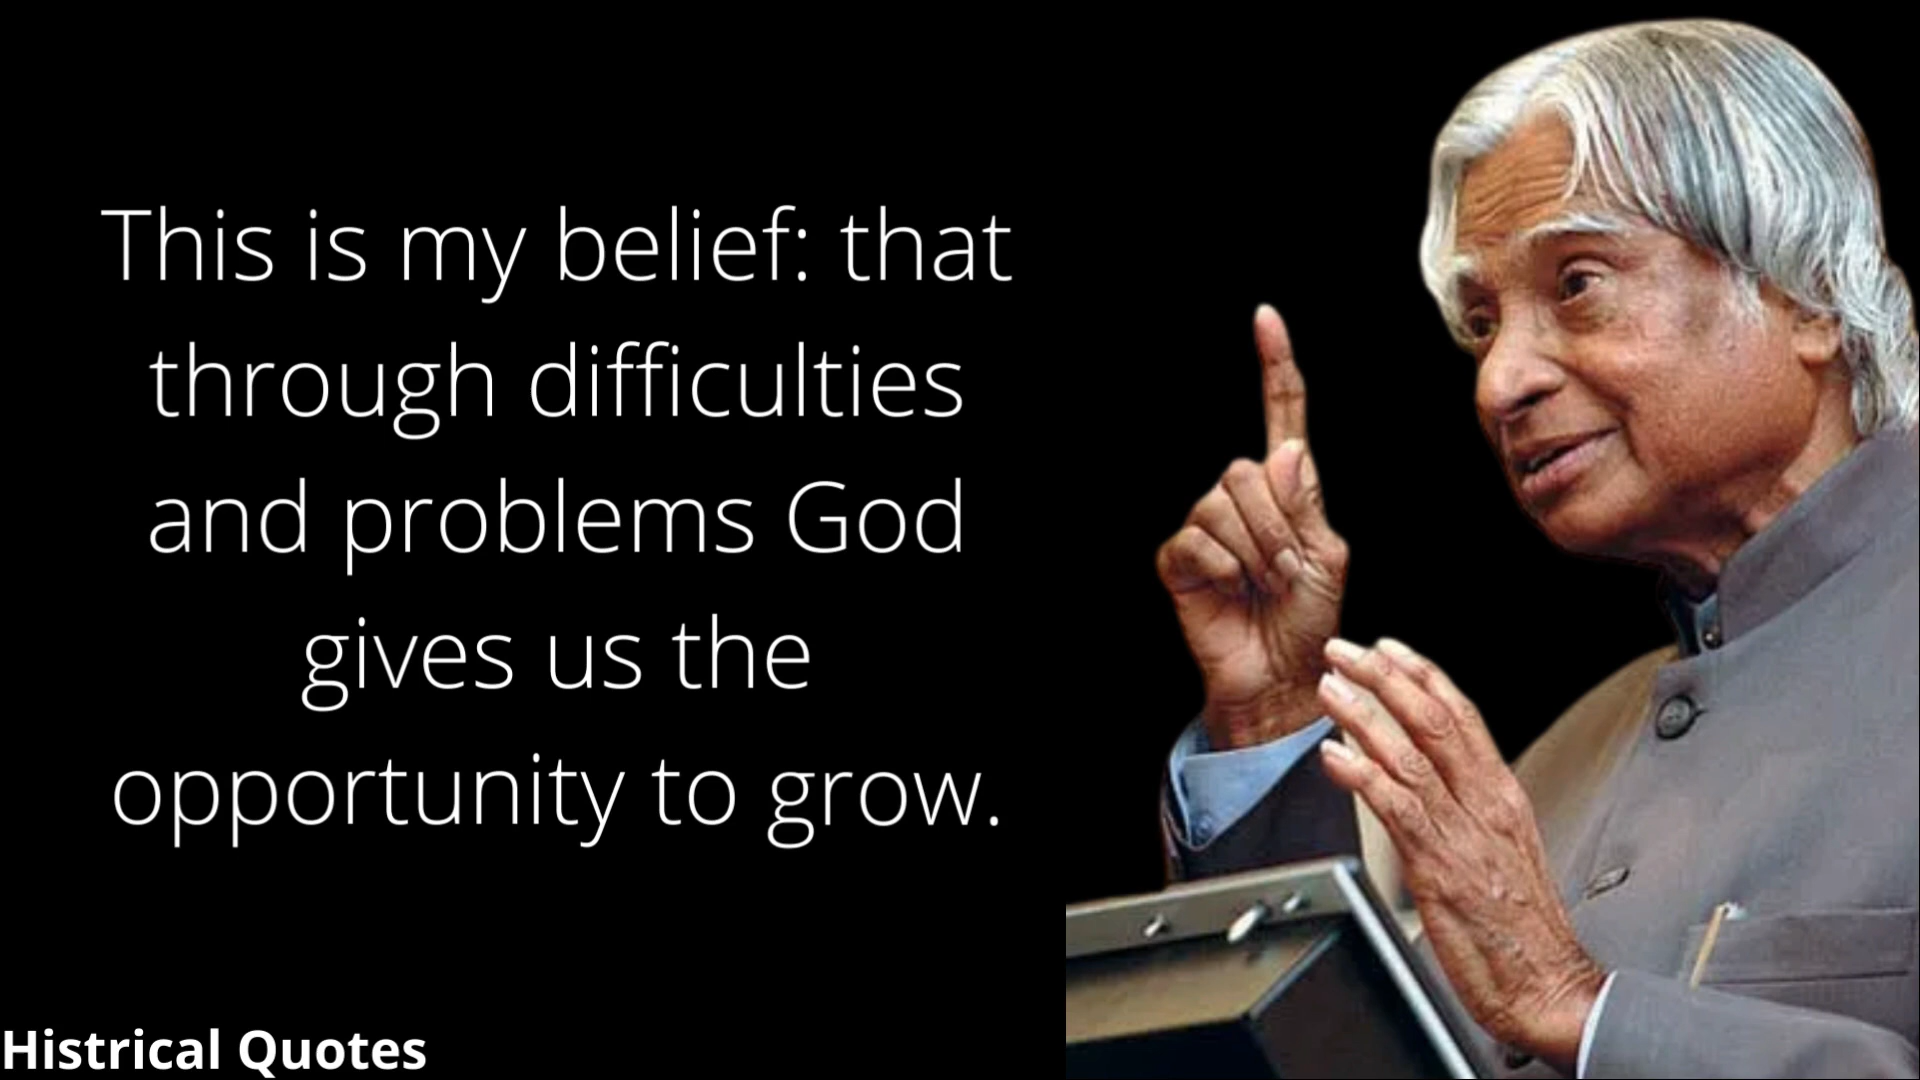 This is my belief: that
through difficulties
and problems God
gives us the
opportunity to grow.
Histrical Quotes